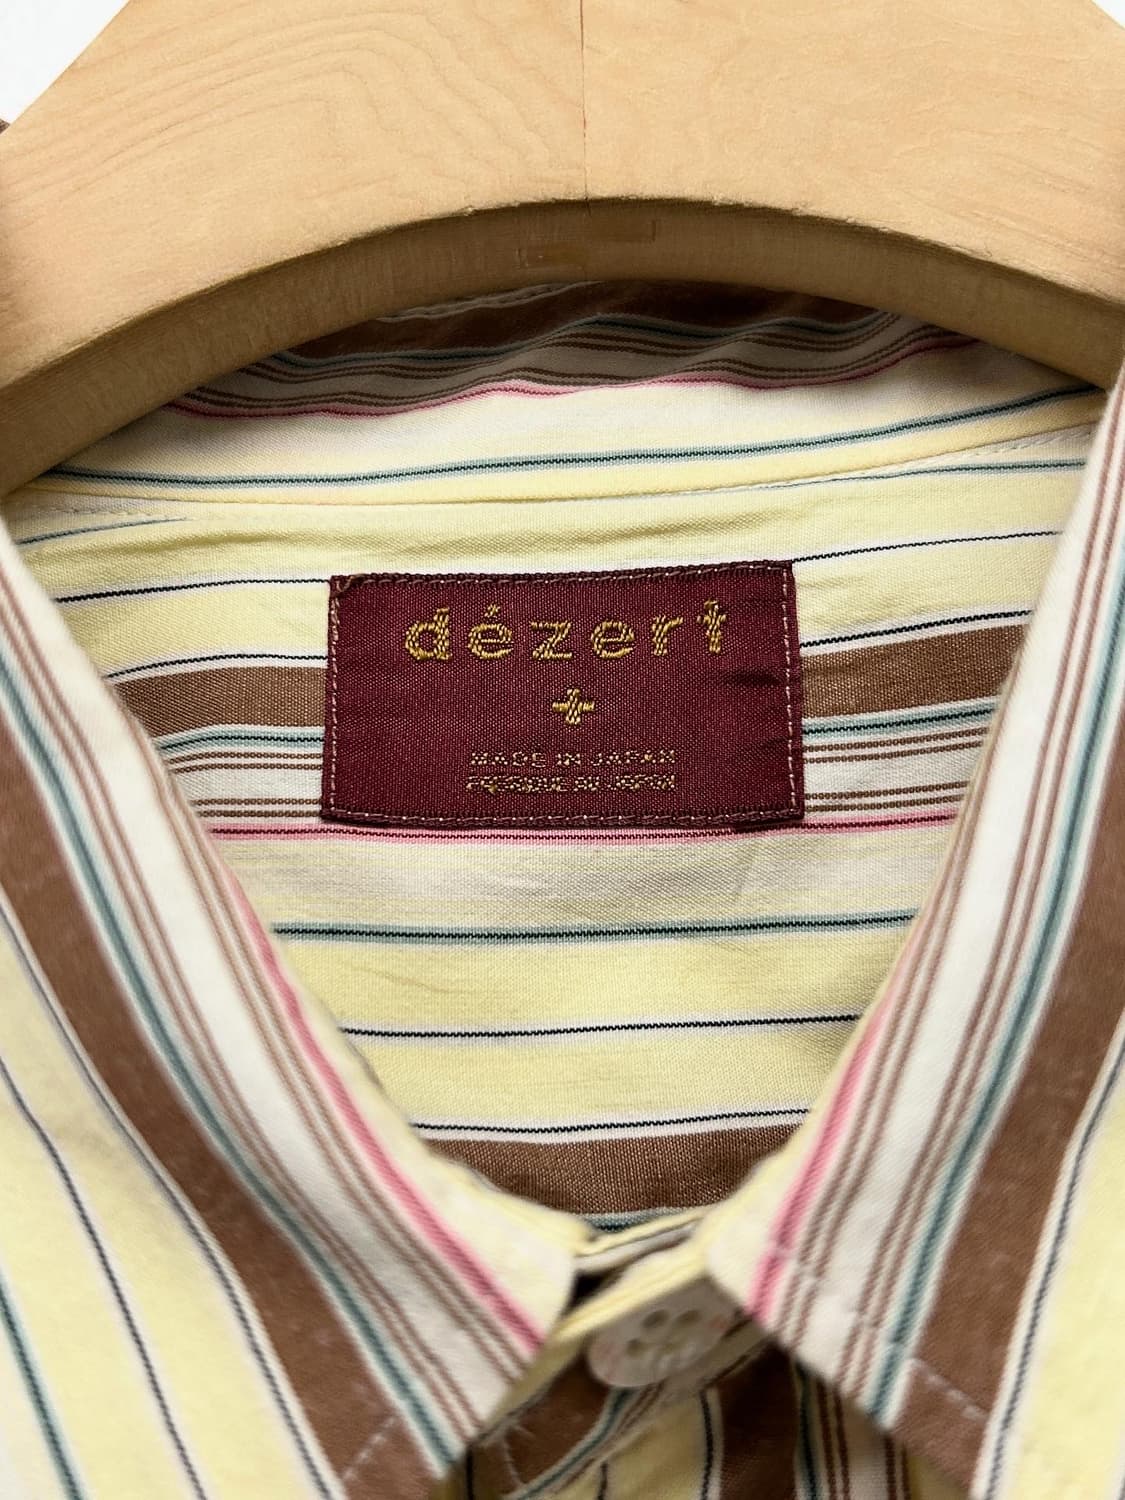 dézert
+
MADE IN JAPAN
FABRIQUE AU JAPON